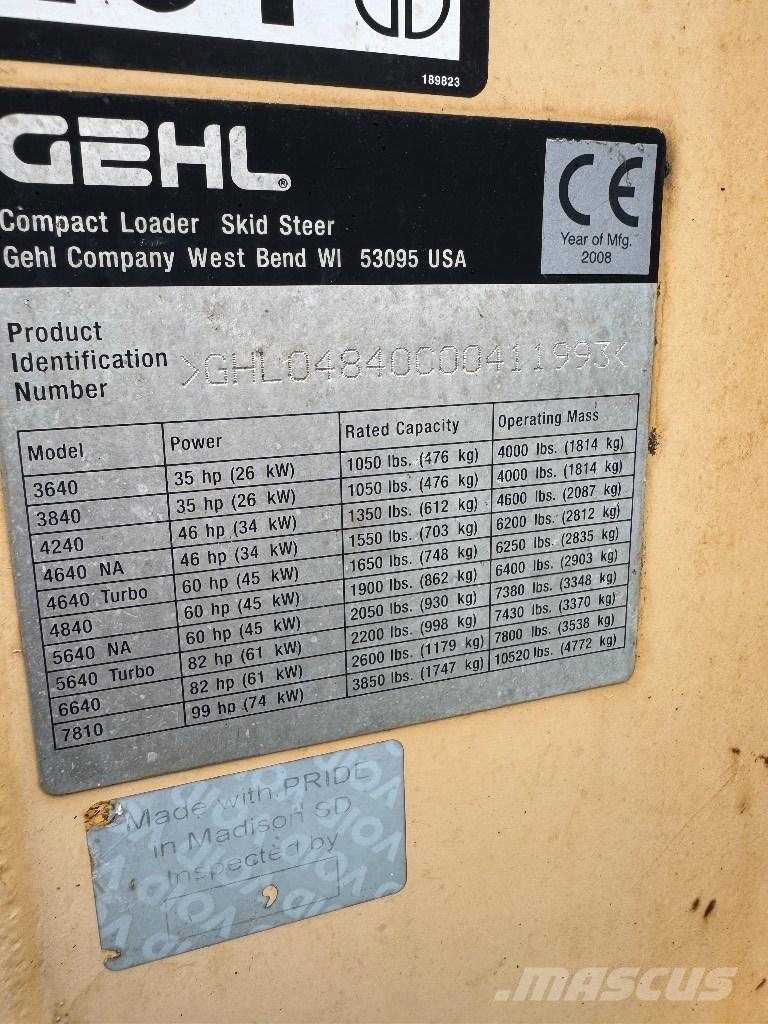 189823
GEHL®
Compact Loader Skid Steer
Gehl Company West Bend WI 53095 USA
CE
Year of Mfg.
2008
Product
Identification
Number
>GHL04840C00411993<
Model Power Rated Capacity Operating Mass
3640 35 hp (26 kW) 1050 lbs. (476 kg) 4000 lbs. (1814 kg)
3840 35 hp (26 kW) 1050 lbs. (476 kg) 4000 lbs. (1814 kg)
4240 46 hp (34 kW) 1350 lbs. (612 kg) 4600 lbs. (2087 kg)
4640 NA 46 hp (34 kW) 1550 lbs. (703 kg) 6200 lbs. (2812 kg)
4640 Turbo 60 hp (45 kW) 1650 lbs. (748 kg) 6250 lbs. (2835 kg)
4840 60 hp (45 kW) 1900 lbs. (862 kg) 6400 lbs. (2903 kg)
5640 NA 60 hp (45 kW) 2050 lbs. (930 kg) 7380 lbs. (3348 kg)
5640 Turbo 82 hp (61 kW) 2200 lbs. (998 kg) 7430 lbs. (3370 kg)
6640 82 hp (61 kW) 2600 lbs. (1179 kg) 7800 lbs. (3538 kg)
7810 99 hp (74 kW) 3850 lbs. (1747 kg) 10520 lbs. (4772 kg)
Made with PRIDE
in Madison SD
Inspected by
MASCUS